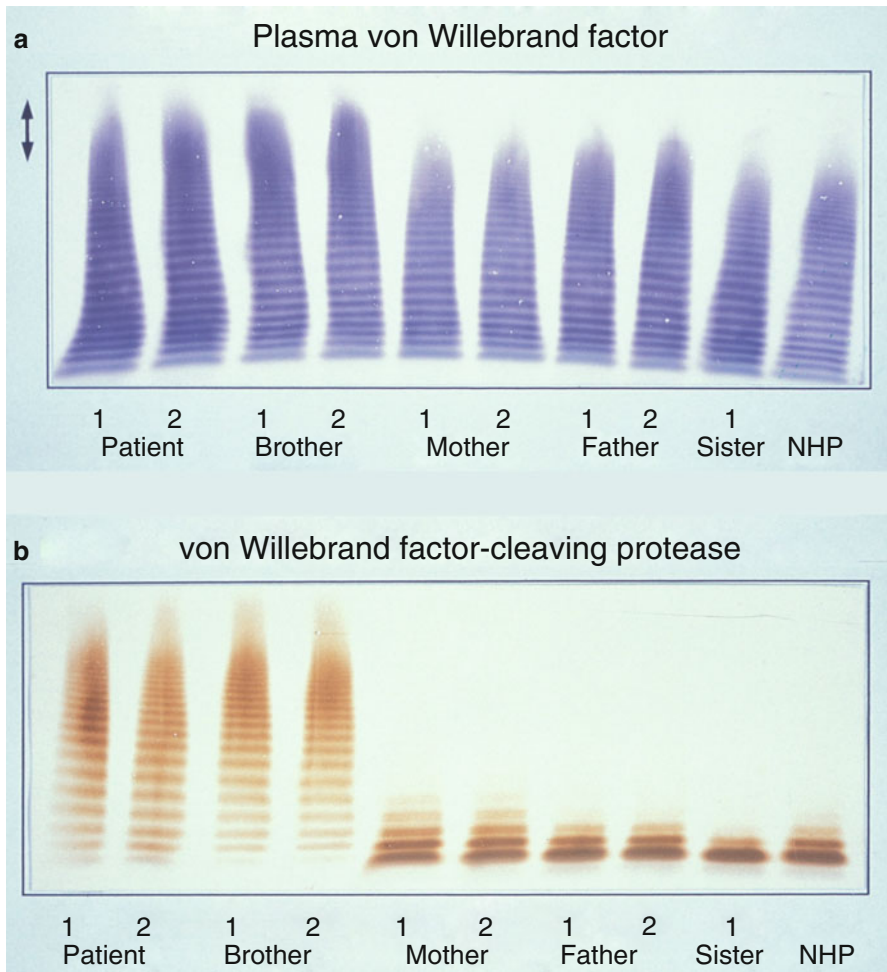 a Plasma von Willebrand factor
1 2 1 2 1 2 1 2 1
Patient Brother Mother Father Sister NHP
b von Willebrand factor-cleaving protease
1 2 1 2 1 2 1 2 1
Patient Brother Mother Father Sister NHP